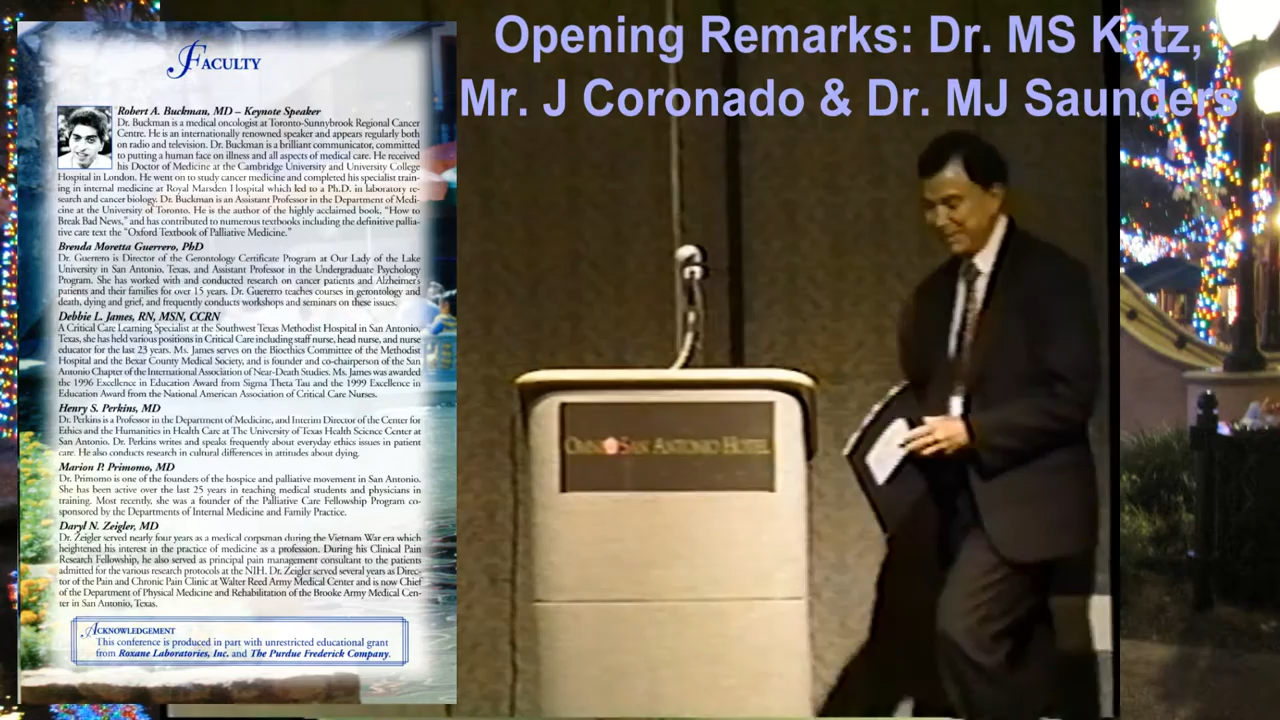 Opening Remarks: Dr. MS Katz,
Mr. J Coronado & Dr. MJ Saunders
FACULTY
Robert A. Buckman, MD – Keynote Speaker
Dr. Buckman is a medical oncologist at Toronto-Sunnybrook Regional Cancer
Centre. He is an internationally renowned speaker and appears regularly both
on radio and television. Dr. Buckman is a brilliant communicator, committed
to putting a human face on illness and all aspects of medical care. He received
his Doctor of Medicine at the Cambridge University and University College
Hospital in London. He went on to study cancer medicine and completed his specialist train-
ing in internal medicine at Royal Marsden Hospital which led to a Ph.D. in laboratory re-
search and cancer biology. Dr. Buckman is an Assistant Professor in the Department of Medi-
cine at the University of Toronto. He is the author of the highly acclaimed book, "How to
Break Bad News," and has contributed to numerous textbooks including the definitive pallia-
tive care text the "Oxford Textbook of Palliative Medicine."
Brenda Moretta Guerrero, PhD
Dr. Guerrero is Director of the Gerontology Certificate Program at Our Lady of the Lake
University in San Antonio, Texas, and Assistant Professor in the Undergraduate Psychology
Program. She has worked with and conducted research on cancer patients and Alzheimer's
patients and their families for over 15 years. Dr. Guerrero teaches courses in gerontology and
death, dying and grief, and frequently conducts workshops and seminars on these issues.
Debbie L. James, RN, MSN, CCRN
A Critical Care Learning Specialist at the Southwest Texas Methodist Hospital in San Antonio,
Texas, she has held various positions in Critical Care including staff nurse, head nurse, and nurse
educator for the last 23 years. Ms. James serves on the Bioethics Committee of the Methodist
Hospital and the Bexar County Medical Society, and is founder and co-chairperson of the San
Antonio Chapter of the International Association of Near-Death Studies. Ms. James was awarded
the 1996 Excellence in Education Award from Sigma Theta Tau and the 1999 Excellence in
Education Award from the National American Association of Critical Care Nurses.
Henry S. Perkins, MD
Dr. Perkins is a Professor in the Department of Medicine, and Interim Director of the Center for
Ethics and the Humanities in Health Care at The University of Texas Health Science Center at
San Antonio. Dr. Perkins writes and speaks frequently about everyday ethics issues in patient
care. He also conducts research in cultural differences in attitudes about dying.
Marion P. Primomo, MD
Dr. Primomo is one of the founders of the hospice and palliative movement in San Antonio.
She has been active over the last 25 years in teaching medical students and physicians in
training. Most recently, she was a founder of the Palliative Care Fellowship Program co-
sponsored by the Departments of Internal Medicine and Family Practice.
Daryl N. Zeigler, MD
Dr. Zeigler served nearly four years as a medical corpsman during the Vietnam War era which
heightened his interest in the practice of medicine as a profession. During his Clinical Pain
Research Fellowship, he also served as principal pain management consultant to the patients
admitted for the various research protocols at the NIH. Dr. Zeigler served several years as Direc-
tor of the Pain and Chronic Pain Clinic at Walter Reed Army Medical Center and is now Chief
of the Department of Physical Medicine and Rehabilitation of the Brooke Army Medical Cen-
ter in San Antonio, Texas.
ACKNOWLEDGEMENT
This conference is produced in part with unrestricted educational grant
from Roxane Laboratories, Inc. and The Purdue Frederick Company.
OMNI SAN ANTONIO HOTEL